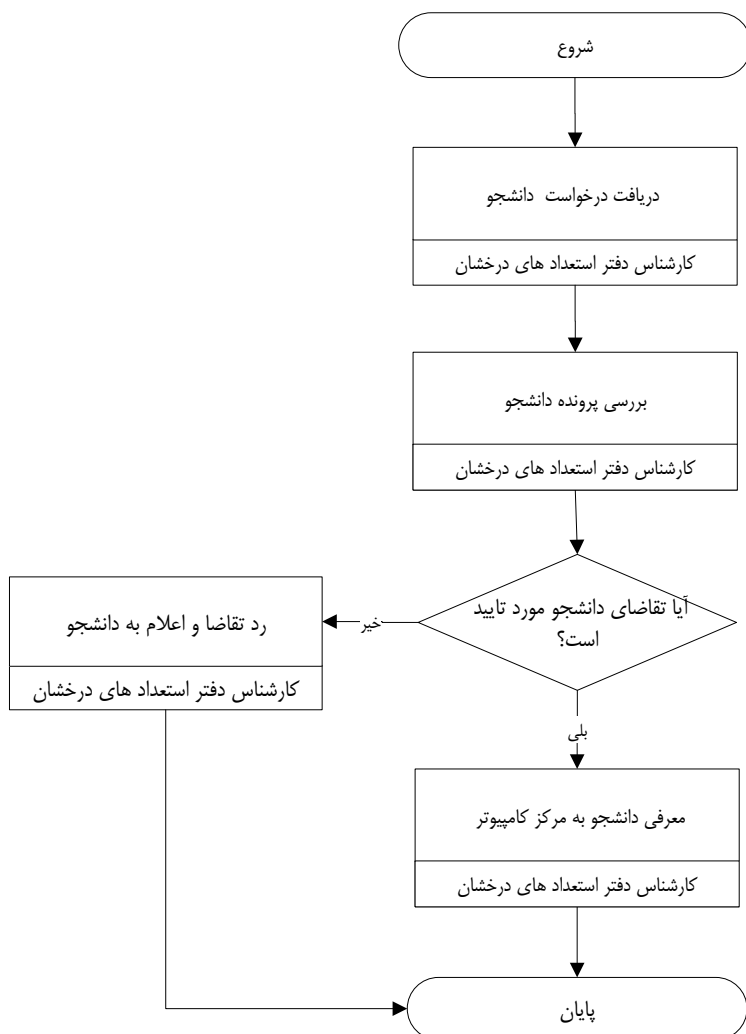 شروع
دریافت درخواست دانشجو
کارشناس دفتر استعداد های درخشان
بررسی پرونده دانشجو
کارشناس دفتر استعداد های درخشان
آیا تقاضای دانشجو مورد تایید
است؟
خیر
رد تقاضا و اعلام به دانشجو
کارشناس دفتر استعداد های درخشان
بلی
معرفی دانشجو به مرکز کامپیوتر
کارشناس دفتر استعداد های درخشان
پایان